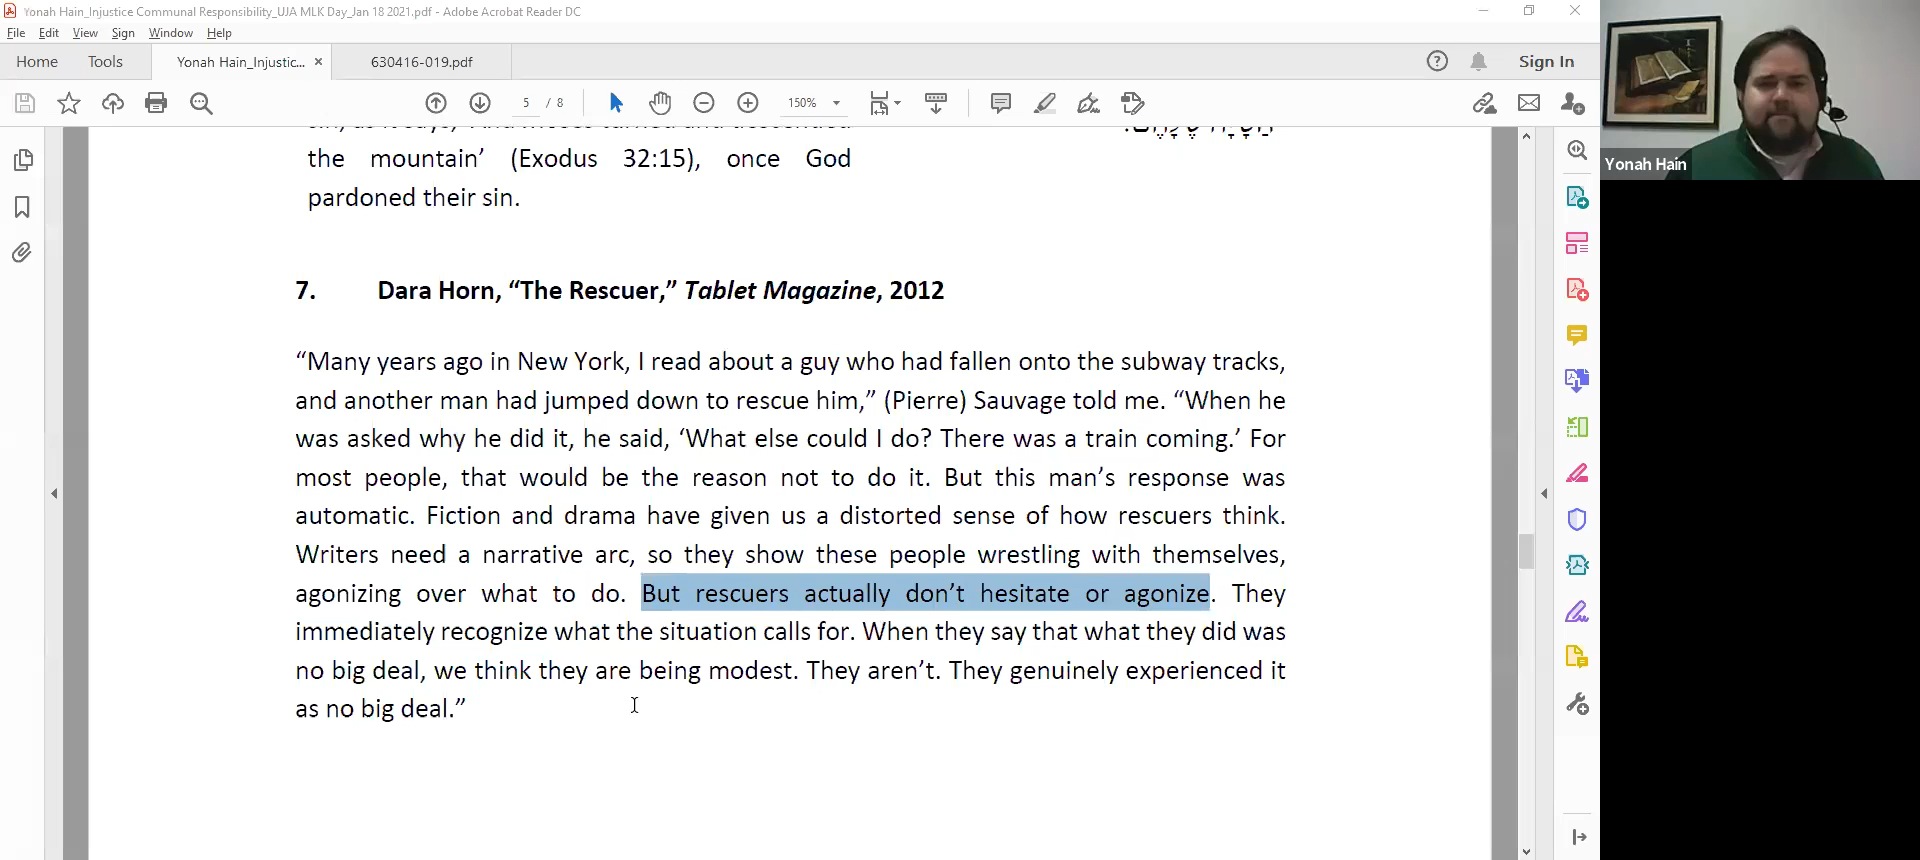 Yonah Hain_Injustice Communal Responsibility_UJA MLK Day_Jan 18 2021.pdf - Adobe Acrobat Reader DC
File Edit View Sign Window Help
Home Tools Yonah Hain_Injustic... × 630416-019.pdf Sign In
5 / 8 150%
Yonah Hain
the mountain’ (Exodus 32:15), once God
pardoned their sin.
7. Dara Horn, “The Rescuer,” Tablet Magazine, 2012
“Many years ago in New York, I read about a guy who had fallen onto the subway tracks,
and another man had jumped down to rescue him,” (Pierre) Sauvage told me. “When he
was asked why he did it, he said, ‘What else could I do? There was a train coming.’ For
most people, that would be the reason not to do it. But this man’s response was
automatic. Fiction and drama have given us a distorted sense of how rescuers think.
Writers need a narrative arc, so they show these people wrestling with themselves,
agonizing over what to do. But rescuers actually don’t hesitate or agonize. They
immediately recognize what the situation calls for. When they say that what they did was
no big deal, we think they are being modest. They aren’t. They genuinely experienced it
as no big deal.”